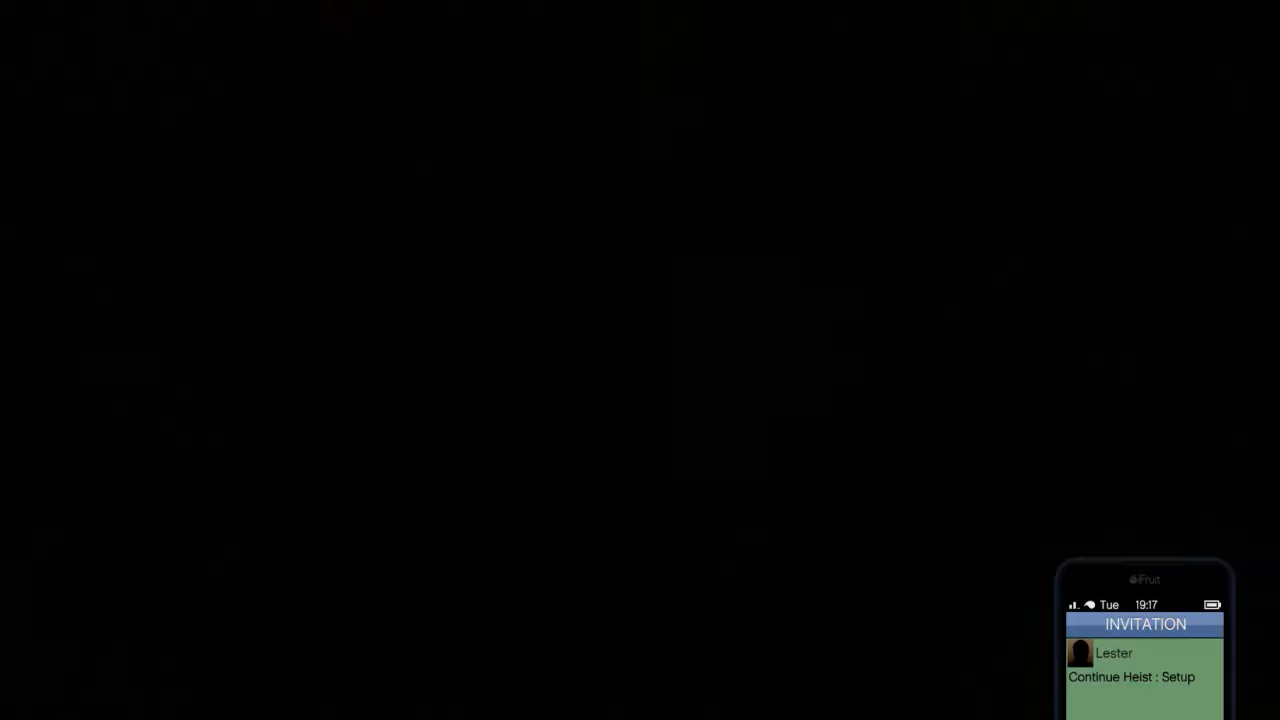 iFruit
Tue 19:17
INVITATION
Lester
Continue Heist : Setup